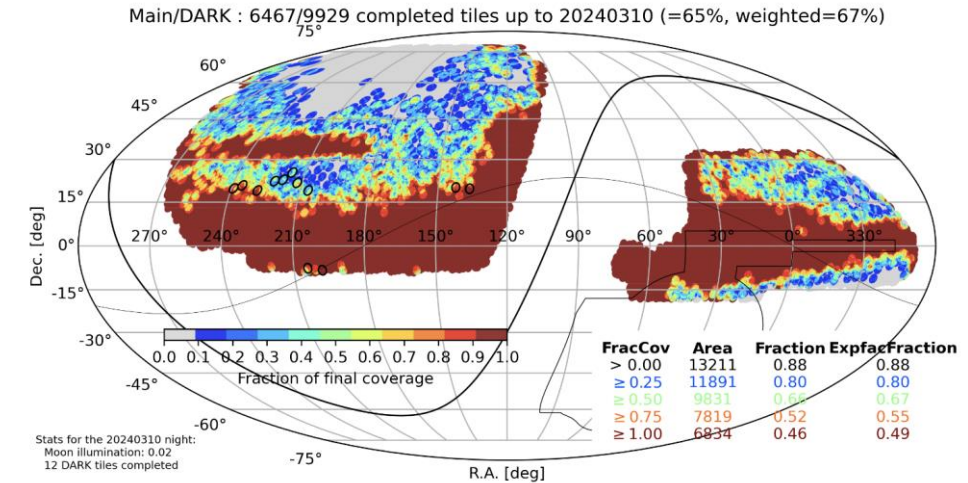 Main/DARK : 6467/9929 completed tiles up to 20240310 (=65%, weighted=67%)
75°
60°
45°
30°
15°
0°
-15°
-30°
-45°
-60°
-75°
Dec. [deg]
270° 240° 210° 180° 150° 120° 90° 60° 30° 0° 330°
0.0 0.1 0.2 0.3 0.4 0.5 0.6 0.7 0.8 0.9 1.0
Fraction of final coverage
FracCov Area Fraction ExpfacFraction
> 0.00 13211 0.88 0.88
≥ 0.25 11891 0.80 0.80
≥ 0.50 9831 0.66 0.67
≥ 0.75 7819 0.52 0.55
≥ 1.00 6834 0.46 0.49
Stats for the 20240310 night:
Moon illumination: 0.02
12 DARK tiles completed
R.A. [deg]